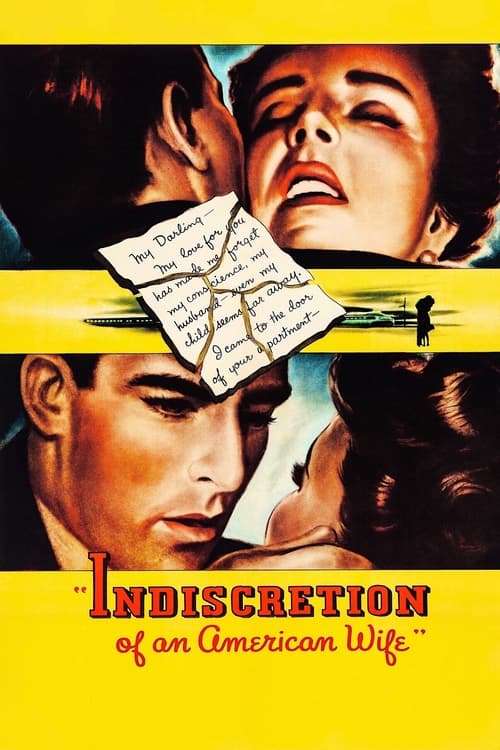 My Darling—
My love for you
has made me forget
my conscience, my
husband—even my
child seems far away.
I came to the door
of your apartment—
"INDISCRETION
of an American Wife"